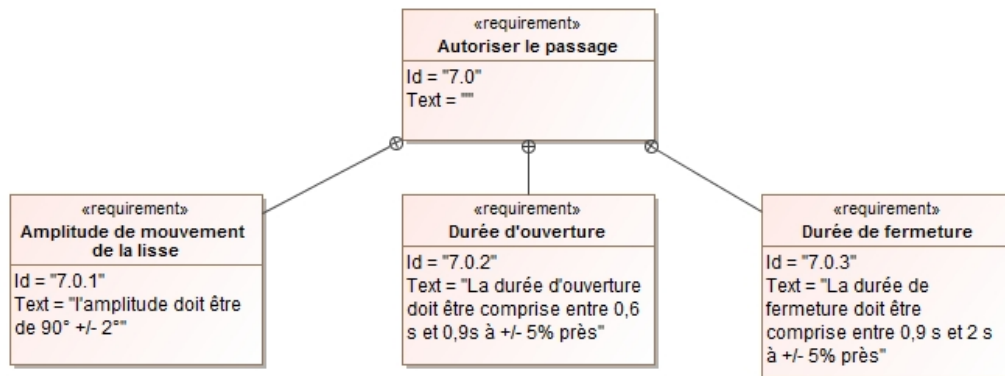 «requirement»
Autoriser le passage
Id = "7.0"
Text = ""
«requirement»
Amplitude de mouvement
de la lisse
Id = "7.0.1"
Text = "l'amplitude doit être
de 90° +/- 2°"
«requirement»
Durée d'ouverture
Id = "7.0.2"
Text = "La durée d'ouverture
doit être comprise entre 0,6
s et 0,9s à +/- 5% près"
«requirement»
Durée de fermeture
Id = "7.0.3"
Text = "La durée de
fermeture doit être
comprise entre 0,9 s et 2 s
à +/- 5% près"